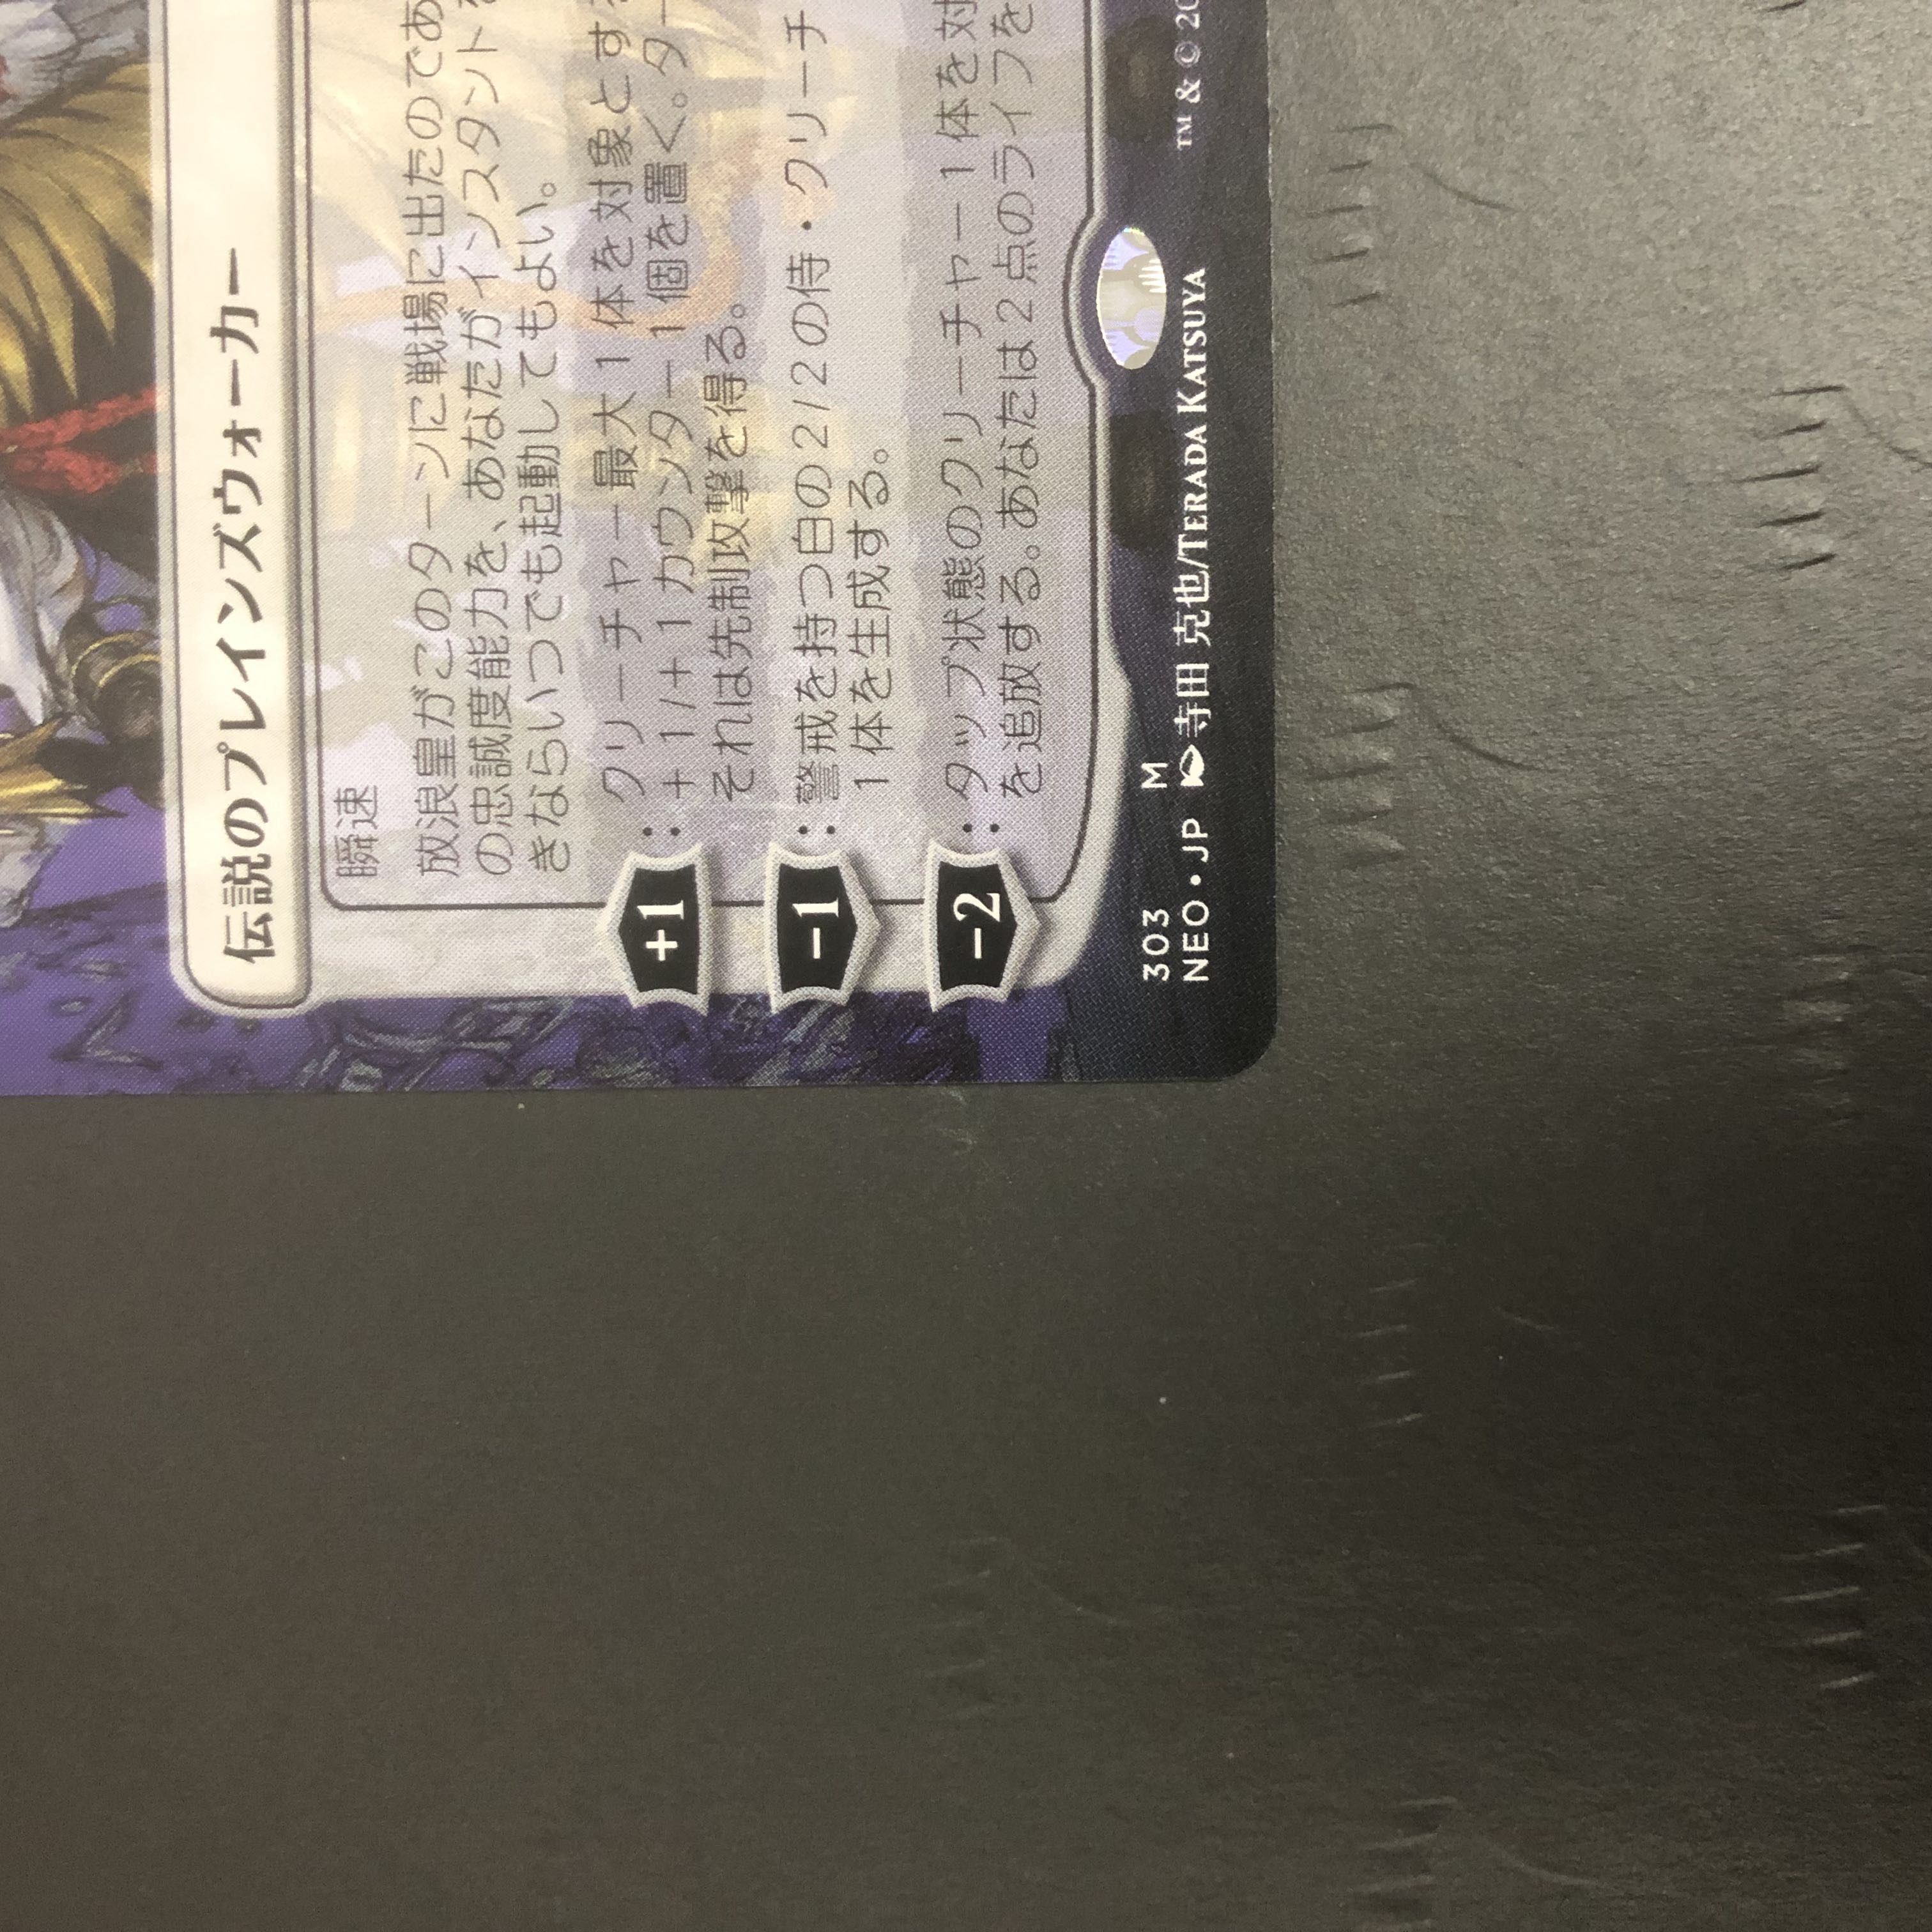 伝説のプレインズウォーカー
瞬速
放浪皇がこのターンに戦場に出たのであ
の忠誠度能力を、あなたがインスタントを
きならいつでも起動してもよい。
+1
:
クリーチャー最大1体を対象とす
+1/+1カウンター1個を置く。ター
それは先制攻撃を得る。
-1
:
警戒を持つ白の2/2の侍・クリーチ
1体を生成する。
-2
:
タップ状態のクリーチャー1体を対
を追放する。あなたは2点のライフを
303 M
NEO•JP 寺田 克也/TERADA KATSUYA
™ & © 20